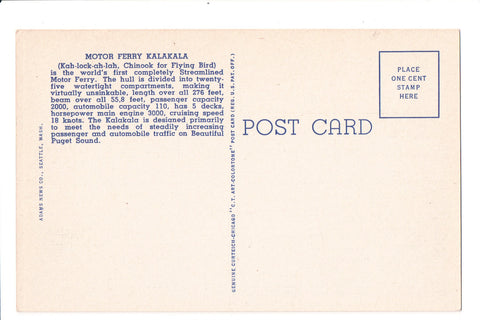 MOTOR FERRY KALAKALA
(Kah-lock-ah-lah, Chinook for Flying Bird)
is the world's first completely Streamlined
Motor Ferry. The hull is divided into twenty-
five watertight compartments, making it
virtually unsinkable, length over all 276 feet,
beam over all 55,8 feet, passenger capacity
2000, automobile capacity 110, has 5 decks,
horsepower main engine 3000, cruising speed
18 knots. The Kalakala is designed primarily
to meet the needs of steadily increasing
passenger and automobile traffic on Beautiful
Puget Sound.
ADAMS NEWS CO., SEATTLE, WASH.
GENUINE CURTEICH-CHICAGO "C. T. ART-COLORTONE" POST CARD (REG. U. S. PAT. OFF.)
POST CARD
PLACE
ONE CENT
STAMP
HERE